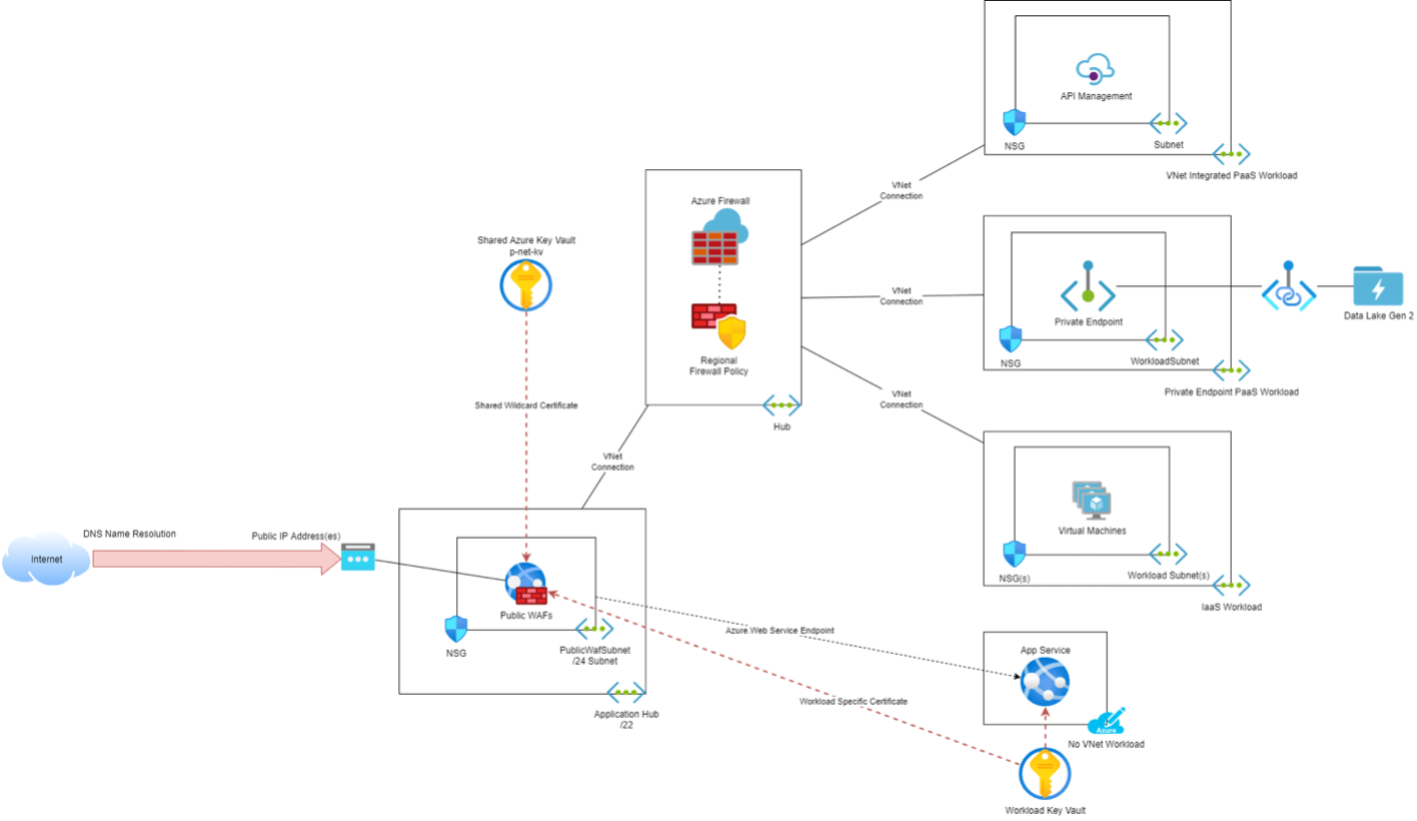 API Management
NSG
Subnet
VNet Integrated PaaS Workload
Azure Firewall
VNet
Connection
Shared Azure Key Vault
p-net-kv
VNet
Connection
Private Endpoint
Data Lake Gen 2
Regional
Firewall Policy
NSG
WorkloadSubnet
Private Endpoint PaaS Workload
Shared Wildcard Certificate
VNet
Connection
Hub
VNet
Connection
DNS Name Resolution
Public IP Address(es)
Internet
Virtual Machines
NSG(s)
Workload Subnet(s)
IaaS Workload
Public WAFs
NSG
PublicWafSubnet
/24 Subnet
Azure.Web Service Endpoint
App Service
Application Hub
/22
Workload Specific Certificate
Azure
No VNet Workload
Workload Key Vault